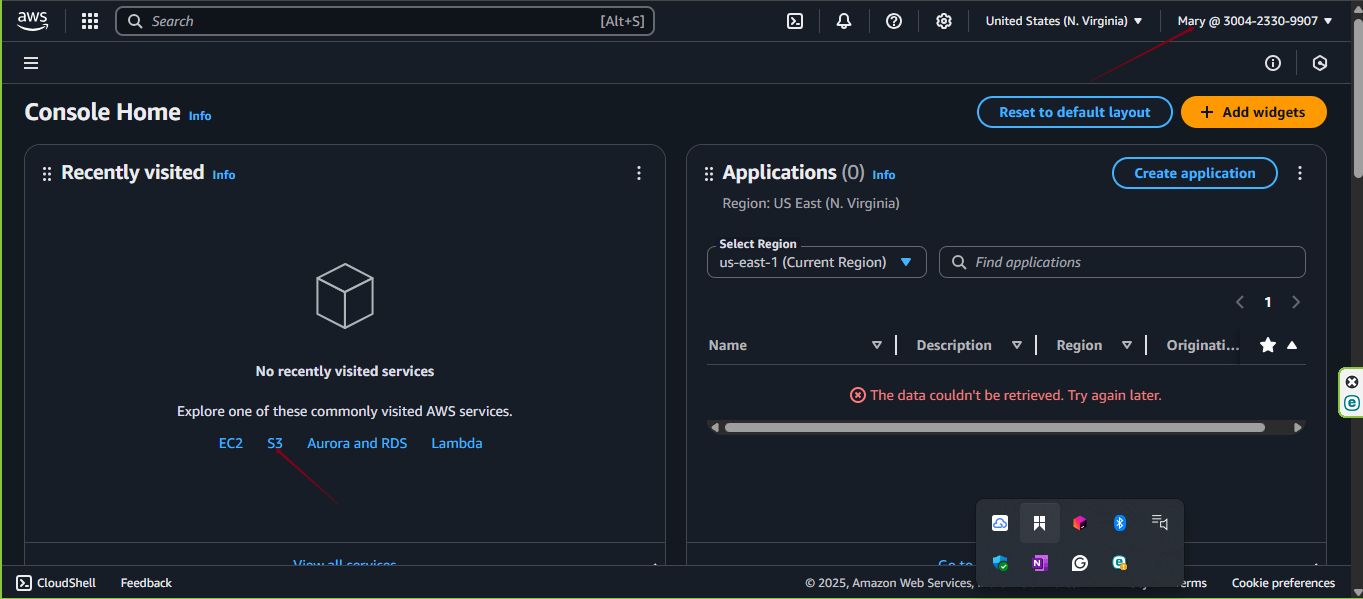 aws
Search [Alt+S]
United States (N. Virginia)
Mary @ 3004-2330-9907
Console Home Info
Reset to default layout
Add widgets
Recently visited Info
No recently visited services
Explore one of these commonly visited AWS services.
EC2 S3 Aurora and RDS Lambda
View all services
Applications (0) Info
Create application
Region: US East (N. Virginia)
Select Region
us-east-1 (Current Region)
Find applications
1
Name Description Region Originati...
The data couldn't be retrieved. Try again later.
Go to
CloudShell Feedback
© 2025, Amazon Web Services,
Cookie preferences